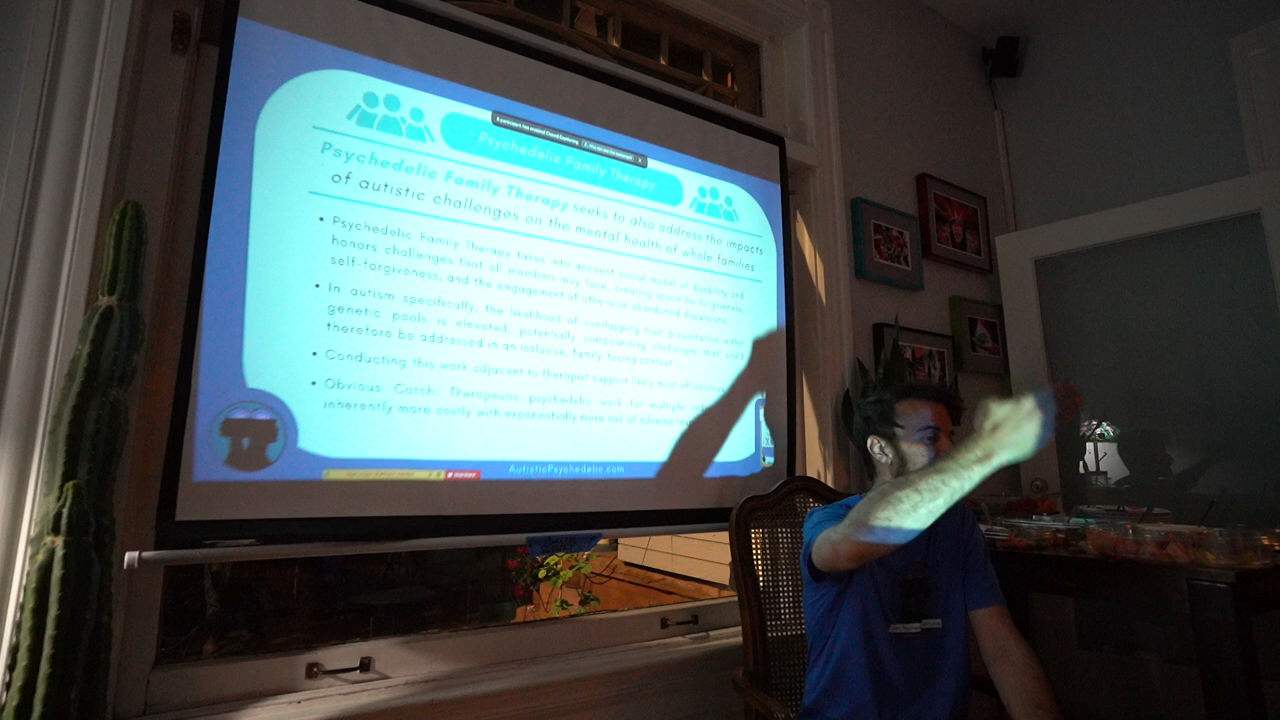 A participant has enabled Closed Captioning
Psychedelic Family Therapy
Psychedelic Family Therapy seeks to also address the impacts
of autistic challenges on the mental health of whole families
• Psychedelic Family Therapy takes into account social model of disability and
honors challenges that all members may face, creating space for forgiveness,
self-forgiveness, and the engagement of otherwise abandoned discussions.
• In autism specifically, the likelihood of overlapping trait presentation within
genetic pools is elevated, potentially compounding challenges that could
therefore be addressed in an inclusive, family facing context.
• Conducting this work adjacent to therapist support likely most efficacious
• Obvious Catch: Therapeutic psychedelic work for multiple
inherently more costly with exponentially more risk of adverse
AutisticPsychedelic.com